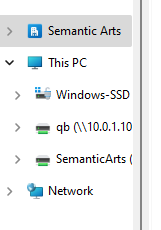 Semantic Arts
This PC
Windows-SSD
qb (\\10.0.1.10
SemanticArts (
Network